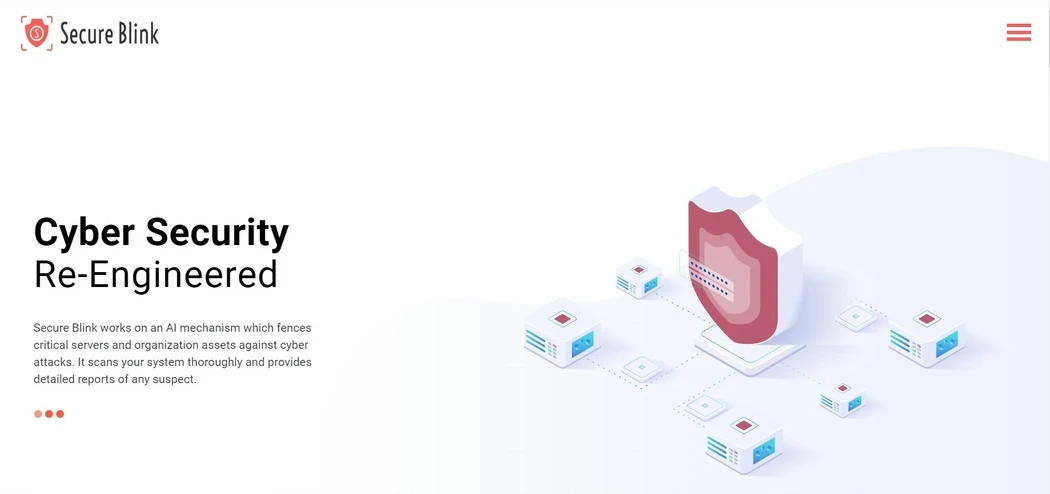 Secure Blink
Cyber Security
Re-Engineered
Secure Blink works on an AI mechanism which fences
critical servers and organization assets against cyber
attacks. It scans your system thoroughly and provides
detailed reports of any suspect.